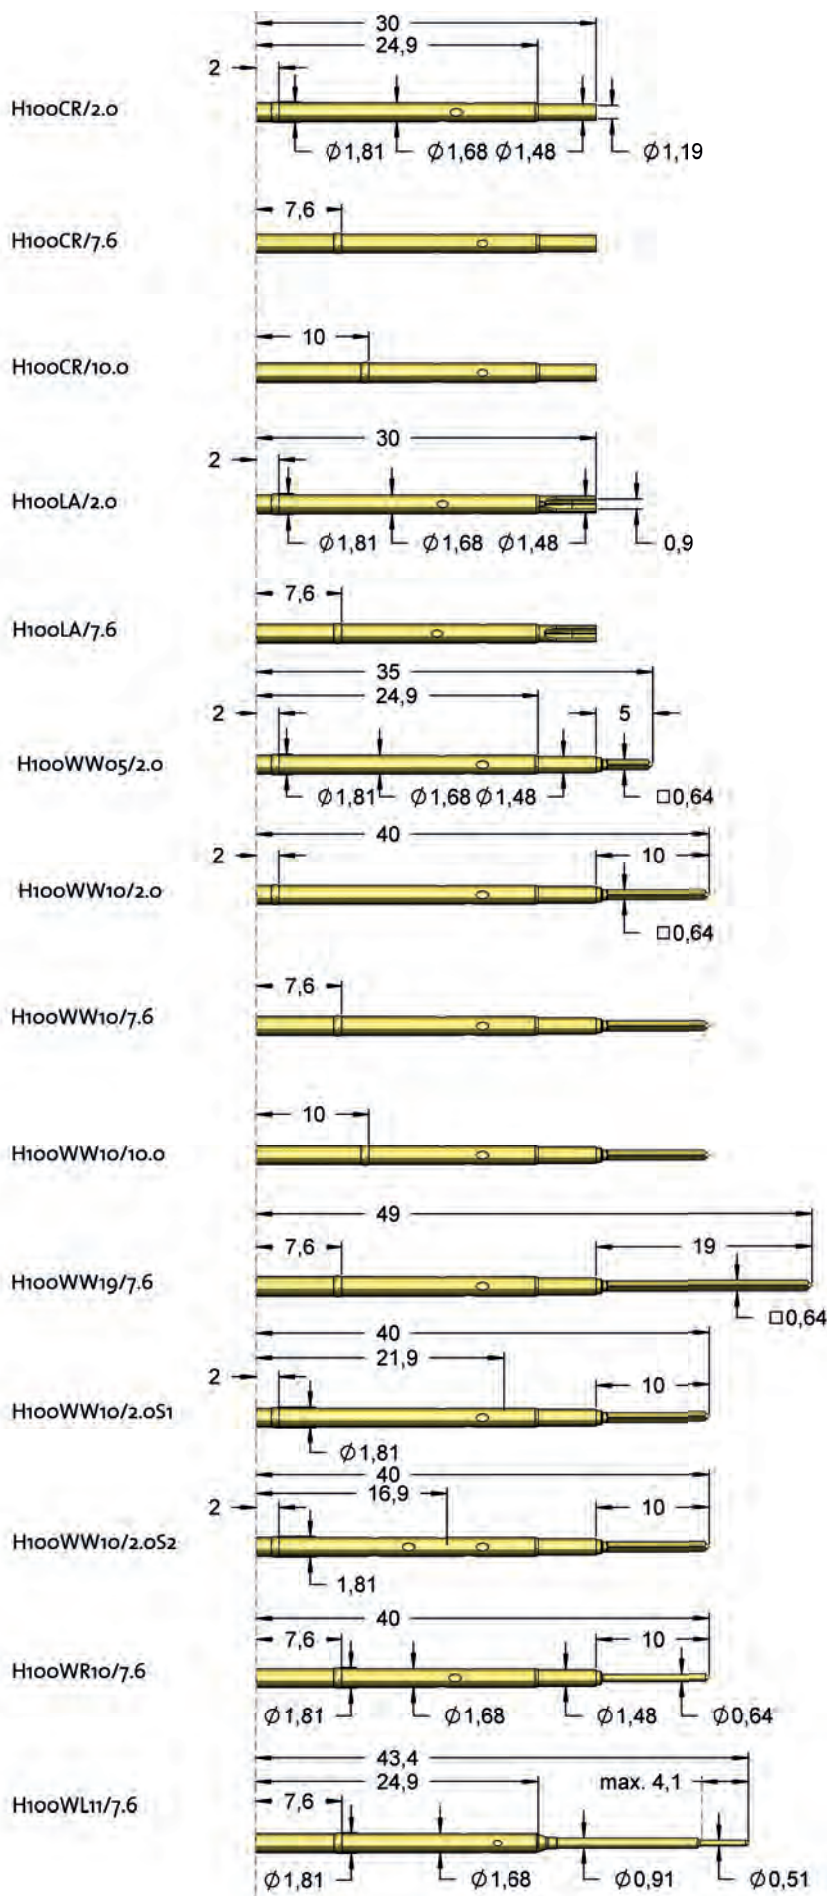 30
24,9
2
H100CR/2.0
Ø1,81 Ø1,68 Ø1,48 Ø1,19
7,6
H100CR/7.6
10
H100CR/10.0
30
2
H100LA/2.0
Ø1,81 Ø1,68 Ø1,48 0,9
7,6
H100LA/7.6
35
24,9
2 5
H100WW05/2.0
Ø1,81 Ø1,68 Ø1,48 □0,64
40
2 10
H100WW10/2.0
□0,64
7,6
H100WW10/7.6
10
H100WW10/10.0
49
7,6 19
H100WW19/7.6
□0,64
40
21,9
2 10
H100WW10/2.0S1
Ø1,81
40
16,9
2 10
H100WW10/2.0S2
1,81
40
7,6 10
H100WR10/7.6
Ø1,81 Ø1,68 Ø1,48 Ø0,64
43,4
24,9 max. 4,1
7,6
H100WL11/7.6
Ø1,81 Ø1,68 Ø0,91 Ø0,51